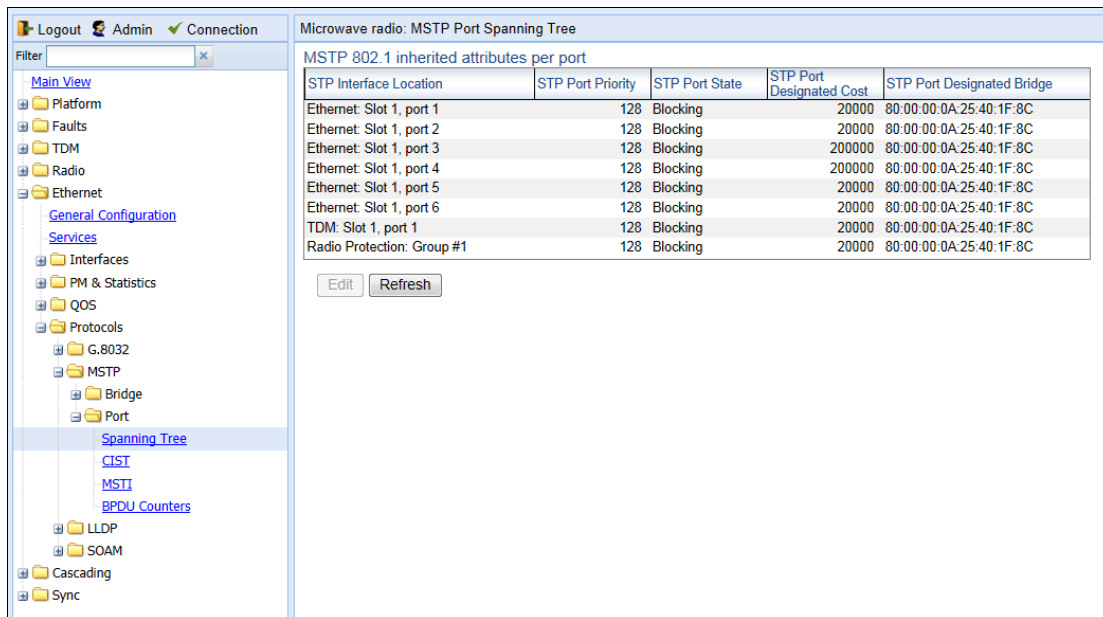 Logout Admin Connection
Filter
Main View
Platform
Faults
TDM
Radio
Ethernet
General Configuration
Services
Interfaces
PM & Statistics
QOS
Protocols
G.8032
MSTP
Bridge
Port
Spanning Tree
CIST
MSTI
BPDU Counters
LLDP
SOAM
Cascading
Sync
Microwave radio: MSTP Port Spanning Tree
MSTP 802.1 inherited attributes per port
STP Interface Location STP Port Priority STP Port State STP Port Designated Cost STP Port Designated Bridge
Ethernet: Slot 1, port 1 128 Blocking 20000 80:00:00:0A:25:40:1F:8C
Ethernet: Slot 1, port 2 128 Blocking 20000 80:00:00:0A:25:40:1F:8C
Ethernet: Slot 1, port 3 128 Blocking 200000 80:00:00:0A:25:40:1F:8C
Ethernet: Slot 1, port 4 128 Blocking 200000 80:00:00:0A:25:40:1F:8C
Ethernet: Slot 1, port 5 128 Blocking 20000 80:00:00:0A:25:40:1F:8C
Ethernet: Slot 1, port 6 128 Blocking 20000 80:00:00:0A:25:40:1F:8C
TDM: Slot 1, port 1 128 Blocking 20000 80:00:00:0A:25:40:1F:8C
Radio Protection: Group #1 128 Blocking 20000 80:00:00:0A:25:40:1F:8C
Edit Refresh